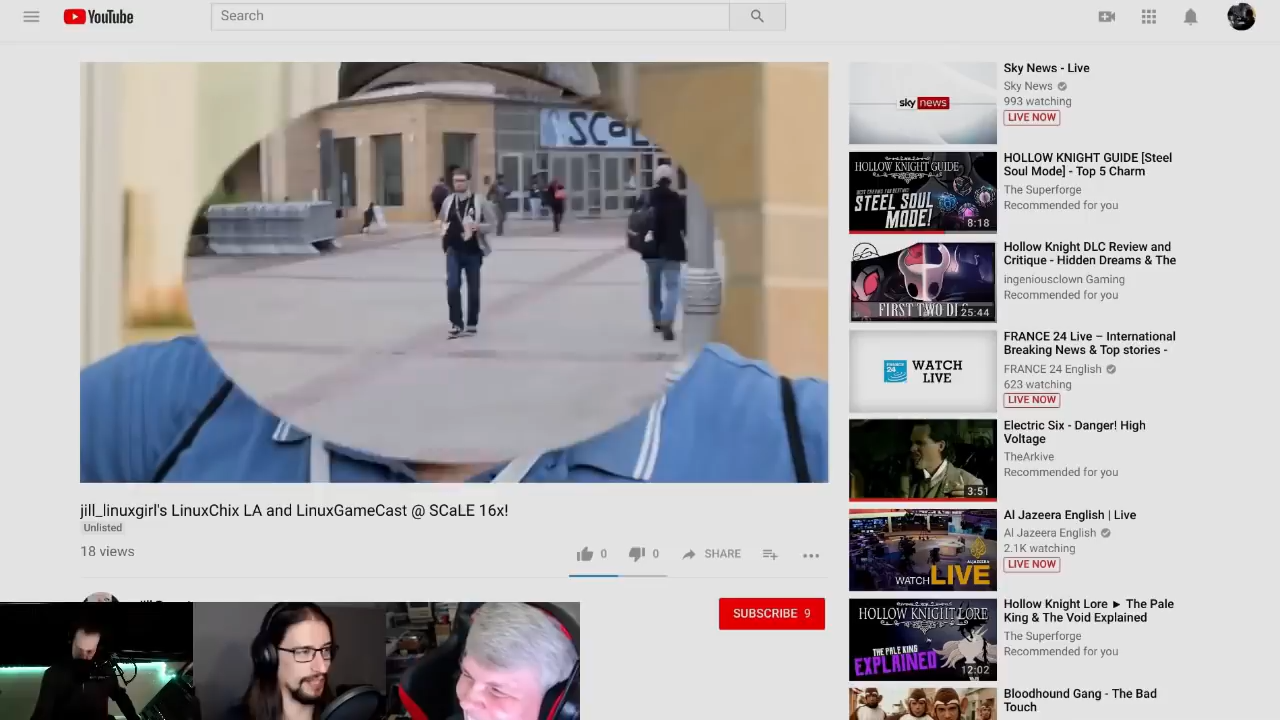 YouTube
Search
SCaL
jill_linuxgirl's LinuxChix LA and LinuxGameCast @ SCaLE 16x!
Unlisted
18 views
0
0
SHARE
SUBSCRIBE 9
sky news
Sky News - Live
Sky News
993 watching
LIVE NOW
HOLLOW KNIGHT GUIDE
STEEL SOUL
MODE!
8:18
HOLLOW KNIGHT GUIDE [Steel
Soul Mode] - Top 5 Charm
The Superforge
Recommended for you
FIRST TWO DL
25:44
Hollow Knight DLC Review and
Critique - Hidden Dreams & The
ingeniousclown Gaming
Recommended for you
FRANCE
24
WATCH
LIVE
FRANCE 24 Live – International
Breaking News & Top stories -
FRANCE 24 English
623 watching
LIVE NOW
3:51
Electric Six - Danger! High
Voltage
TheArkive
Recommended for you
ALJAZEERA
WATCH LIVE
Al Jazeera English | Live
Al Jazeera English
2.1K watching
LIVE NOW
HOLLOW KNIGHT LORE
THE PALE KING
EXPLAINED
12:02
Hollow Knight Lore ► The Pale
King & The Void Explained
The Superforge
Recommended for you
Bloodhound Gang - The Bad
Touch